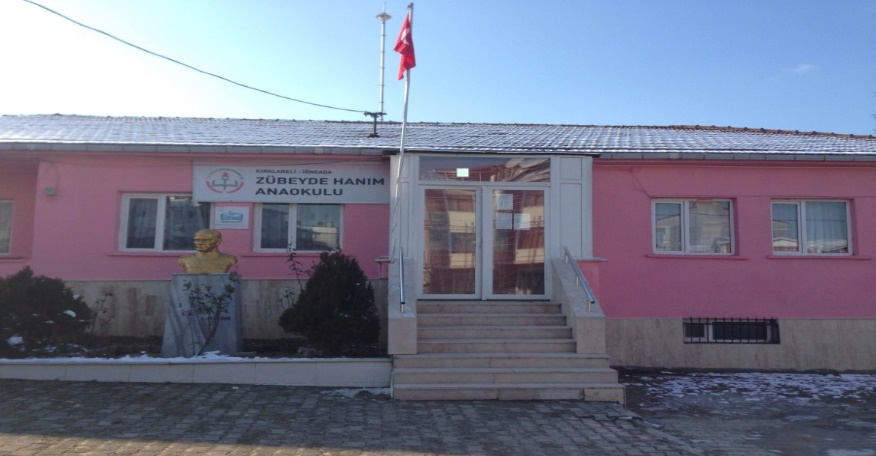 KIRKLARELİ - İĞNEADA
ZÜBEYDE HANIM
ANAOKULU